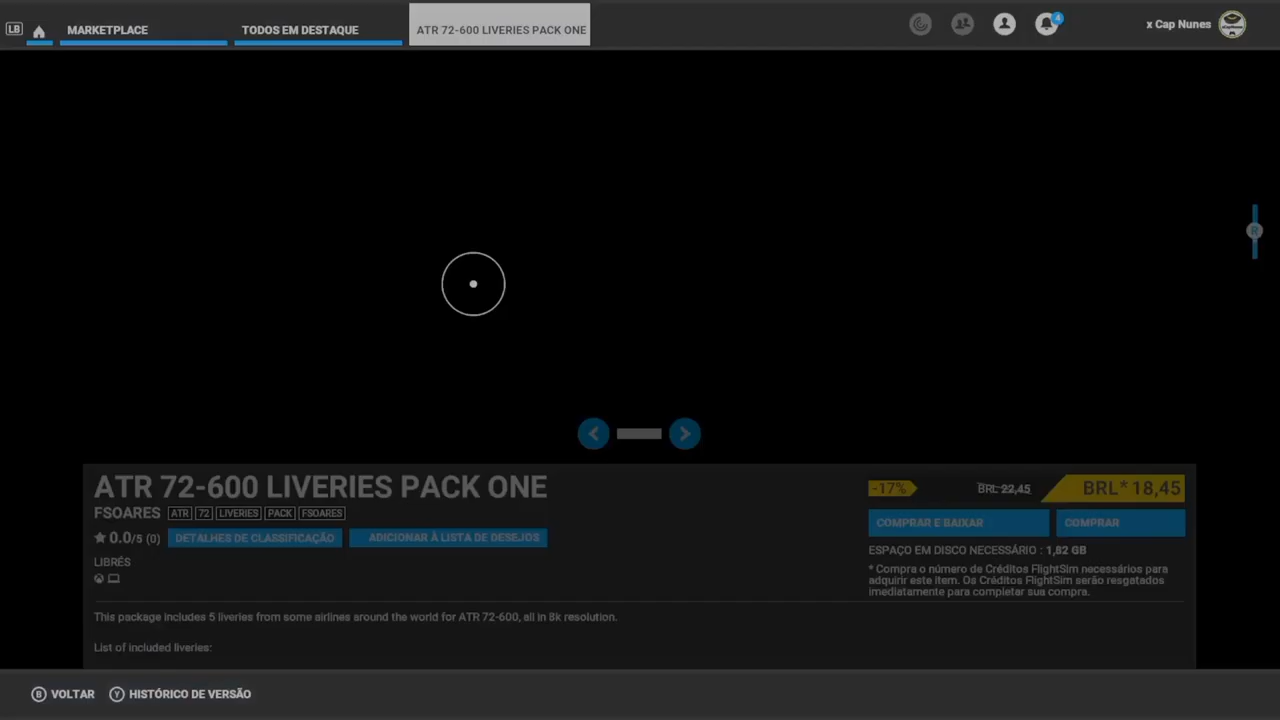 LB
MARKETPLACE
TODOS EM DESTAQUE
ATR 72-600 LIVERIES PACK ONE
4
x Cap Nunes
R
ATR 72-600 LIVERIES PACK ONE
FSOARES ATR 72 LIVERIES PACK FSOARES
0.0/5 (0) DETALHES DE CLASSIFICAÇÃO ADICIONAR À LISTA DE DESEJOS
LIBRÉS
-17% BRL 22,45 BRL* 18,45
COMPRAR E BAIXAR COMPRAR
ESPAÇO EM DISCO NECESSÁRIO : 1,82 GB
* Compra o número de Créditos FlightSim necessários para
adquirir este item. Os Créditos FlightSim serão resgatados
imediatamente para completar sua compra.
This package includes 5 liveries from some airlines around the world for ATR 72-600, all in 8k resolution.
List of included liveries:
B VOLTAR Y HISTÓRICO DE VERSÃO